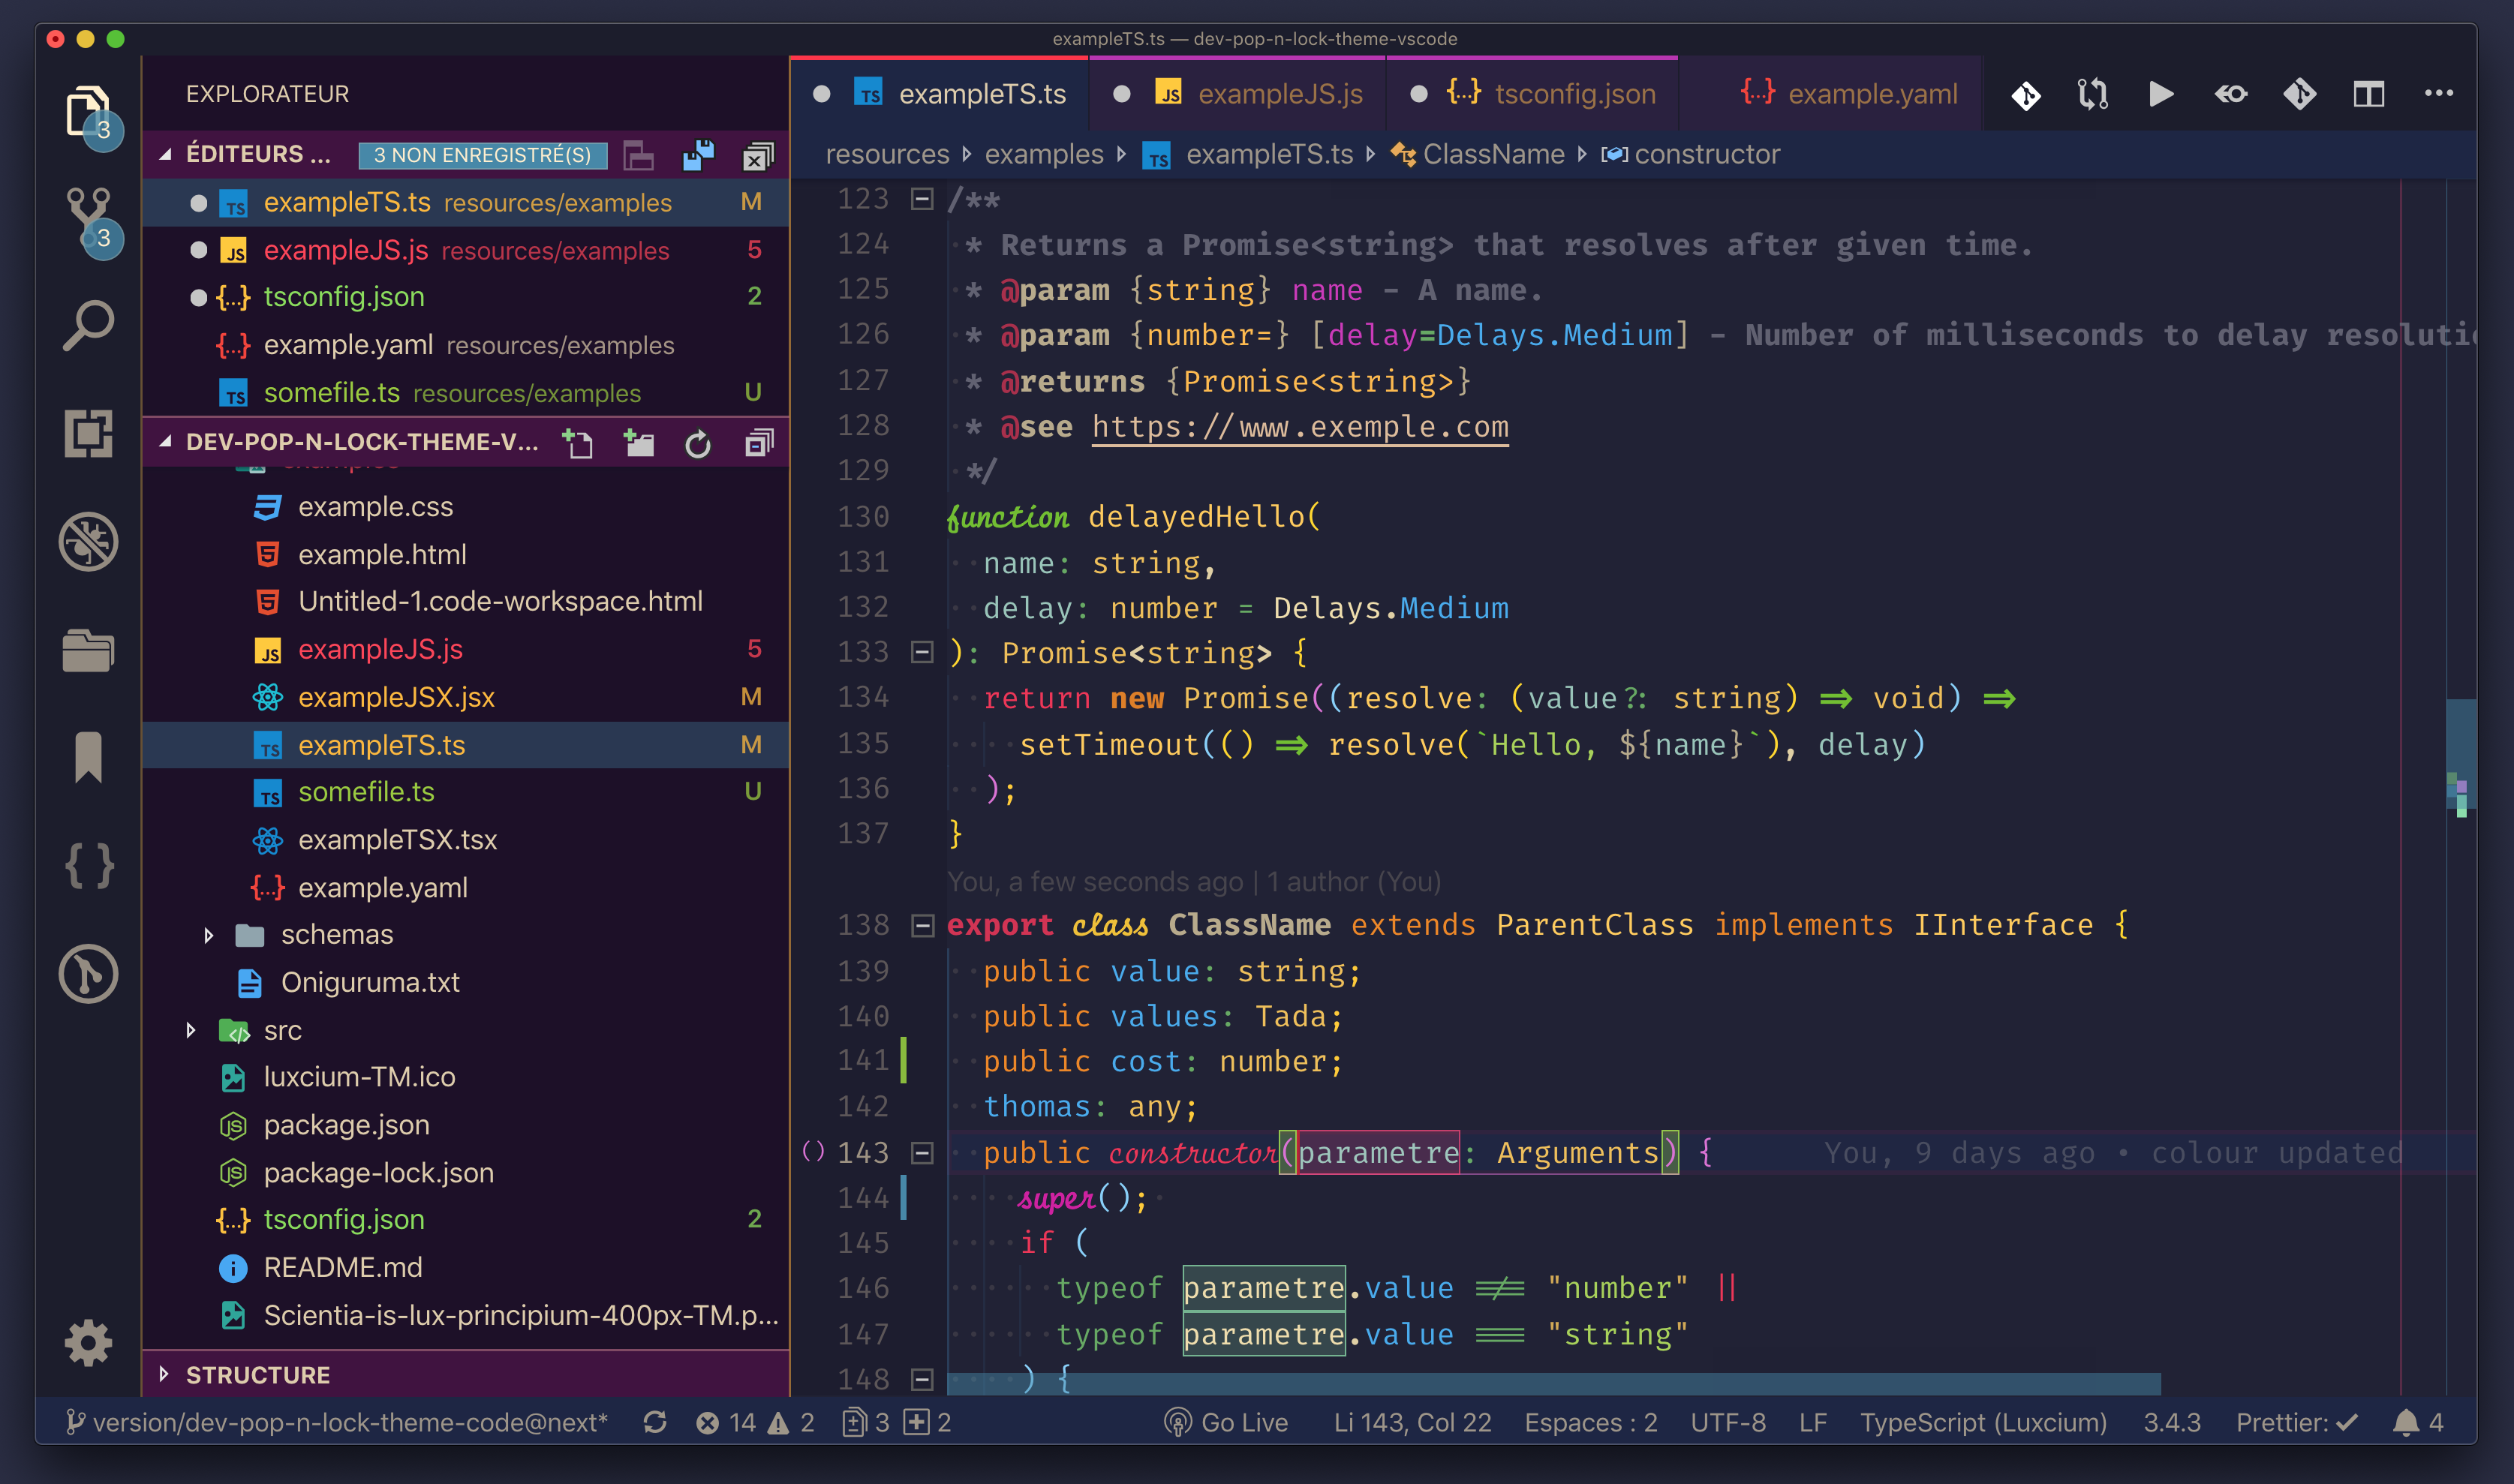 exampleTS.ts — dev-pop-n-lock-theme-vscode
EXPLORATEUR
3
3
ÉDITEURS ... 3 NON ENREGISTRÉ(S)
exampleTS.ts resources/examples M
exampleJS.js resources/examples 5
tsconfig.json 2
example.yaml resources/examples
somefile.ts resources/examples U
DEV-POP-N-LOCK-THEME-V...
examples
example.css
example.html
Untitled-1.code-workspace.html
exampleJS.js 5
exampleJSX.jsx M
exampleTS.ts M
somefile.ts U
exampleTSX.tsx
example.yaml
schemas
Oniguruma.txt
src
luxcium-TM.ico
package.json
package-lock.json
tsconfig.json 2
README.md
Scientia-is-lux-principium-400px-TM.p...
STRUCTURE
exampleTS.ts exampleJS.js tsconfig.json example.yaml
resources examples exampleTS.ts ClassName constructor
123 /**
124 * Returns a Promise<string> that resolves after given time.
125 * @param {string} name - A name.
126 * @param {number=} [delay=Delays.Medium] - Number of milliseconds to delay resoluti
127 * @returns {Promise<string>}
128 * @see https://www.exemple.com
129 */
130 function delayedHello(
131 name: string,
132 delay: number = Delays.Medium
133 ): Promise<string> {
134 return new Promise((resolve: (value?: string) => void) =>
135 setTimeout(() => resolve(`Hello, ${name}`), delay)
136 );
137 }
You, a few seconds ago | 1 author (You)
138 export class ClassName extends ParentClass implements IInterface {
139 public value: string;
140 public values: Tada;
141 public cost: number;
142 thomas: any;
() 143 public constructor(parametre: Arguments) { You, 9 days ago • colour updated
144 super();
145 if (
146 typeof parametre.value !== "number" ||
147 typeof parametre.value === "string"
148 ) {
version/dev-pop-n-lock-theme-code@next* 14 2 3 2 Go Live Li 143, Col 22 Espaces : 2 UTF-8 LF TypeScript (Luxcium) 3.4.3 Prettier: ✓ 4